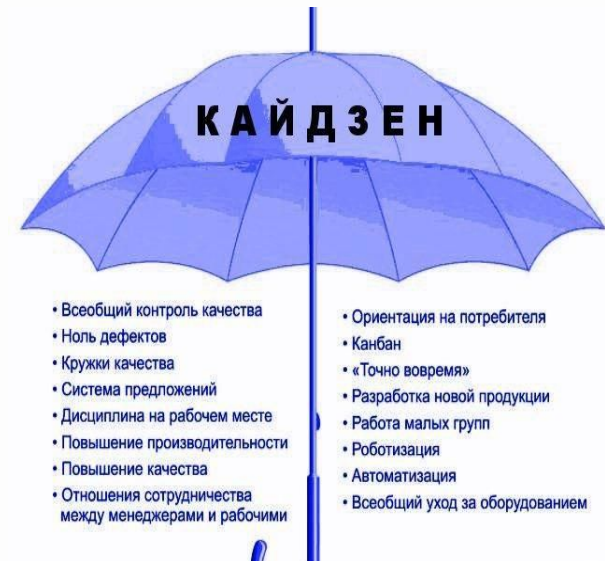 КАЙДЗЕН
• Всеобщий контроль качества
• Ноль дефектов
• Кружки качества
• Система предложений
• Дисциплина на рабочем месте
• Повышение производительности
• Повышение качества
• Отношения сотрудничества
между менеджерами и рабочими
• Ориентация на потребителя
• Канбан
• «Точно вовремя»
• Разработка новой продукции
• Работа малых групп
• Роботизация
• Автоматизация
• Всеобщий уход за оборудованием